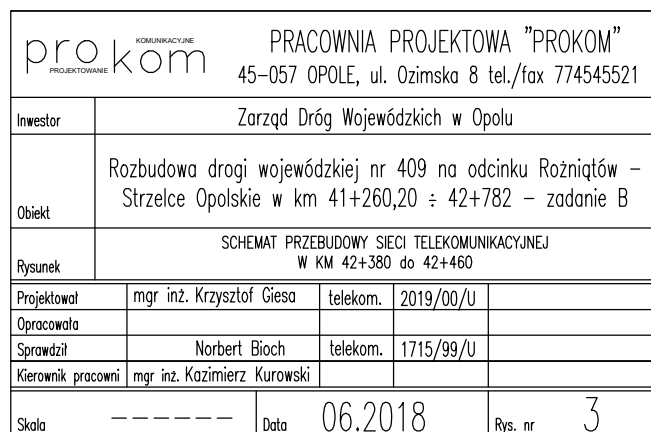 pro kom KOMUNIKACYJNE
PROJEKTOWANIE
PRACOWNIA PROJEKTOWA "PROKOM"
45-057 OPOLE, ul. Ozimska 8 tel./fax 774545521
Inwestor Zarząd Dróg Wojewódzkich w Opolu
Obiekt Rozbudowa drogi wojewódzkiej nr 409 na odcinku Rożniątów –
Strzelce Opolskie w km 41+260,20 ÷ 42+782 – zadanie B
Rysunek SCHEMAT PRZEBUDOWY SIECI TELEKOMUNIKACYJNEJ
W KM 42+380 do 42+460
Projektował mgr inż. Krzysztof Giesa telekom. 2019/00/U
Opracowała
Sprawdził Norbert Bioch telekom. 1715/99/U
Kierownik pracowni mgr inż. Kazimierz Kurowski
Skala ------ Data 06.2018 Rys. nr 3